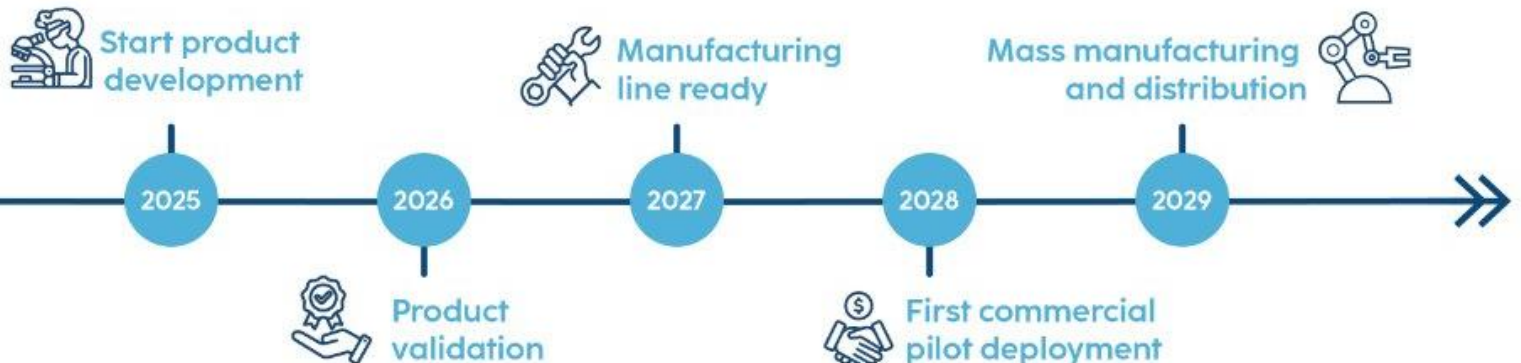 Start product
development
Manufacturing
line ready
Mass manufacturing
and distribution
2025
2026
2027
2028
2029
$
Product
validation
First commercial
pilot deployment